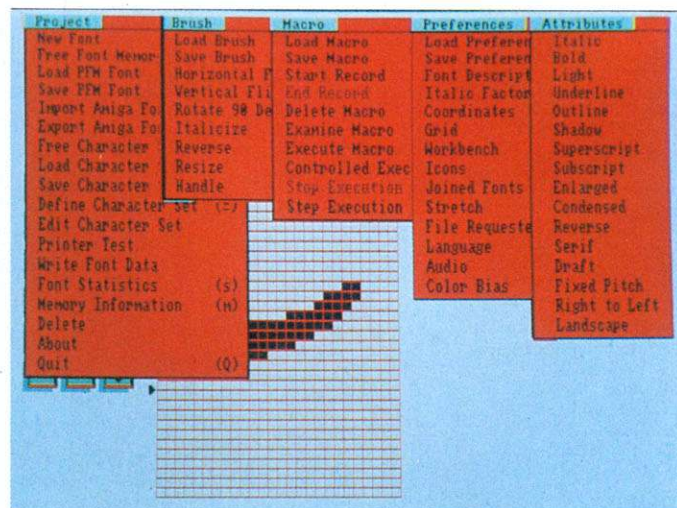 Project
New Font
Free Font Memor
Load PFM Font
Save PFM Font
Import Amiga Fo
Export Amiga Fo
Free Character
Load Character
Save Character
Define Character Set (=)
Edit Character Set
Printer Test
Write Font Data
Font Statistics (s)
Memory Information (M)
Delete
About
Quit (Q)
Brush
Load Brush
Save Brush
Horizontal F
Vertical Fli
Rotate 90 De
Italicize
Reverse
Resize
Handle
Macro
Load Macro
Save Macro
Start Record
End Record
Delete Macro
Examine Macro
Execute Macro
Controlled Exec
Stop Execution
Step Execution
Preferences
Load Preferen
Save Preferen
Font Descript
Italic Factor
Coordinates
Grid
Workbench
Icons
Joined Fonts
Stretch
File Requeste
Language
Audio
Color Bias
Attributes
Italic
Bold
Light
Underline
Outline
Shadow
Superscript
Subscript
Enlarged
Condensed
Reverse
Serif
Draft
Fixed Pitch
Right to Left
Landscape